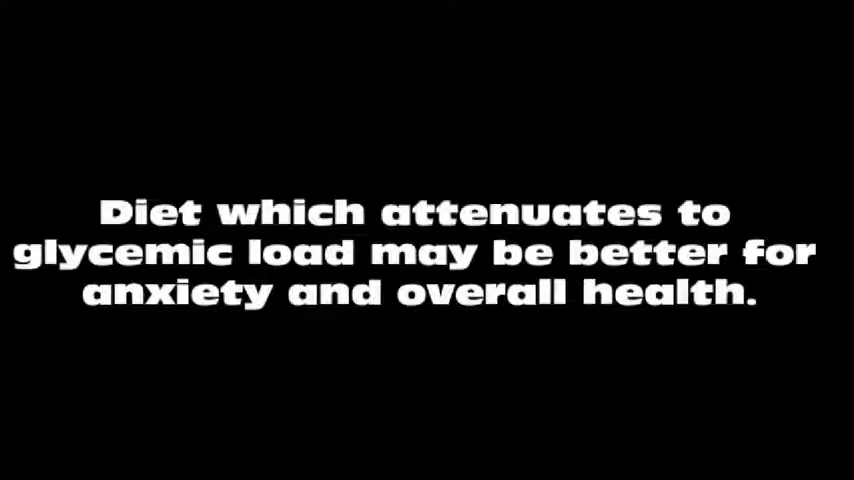 Diet which attenuates to
glycemic load may be better for
anxiety and overall health.